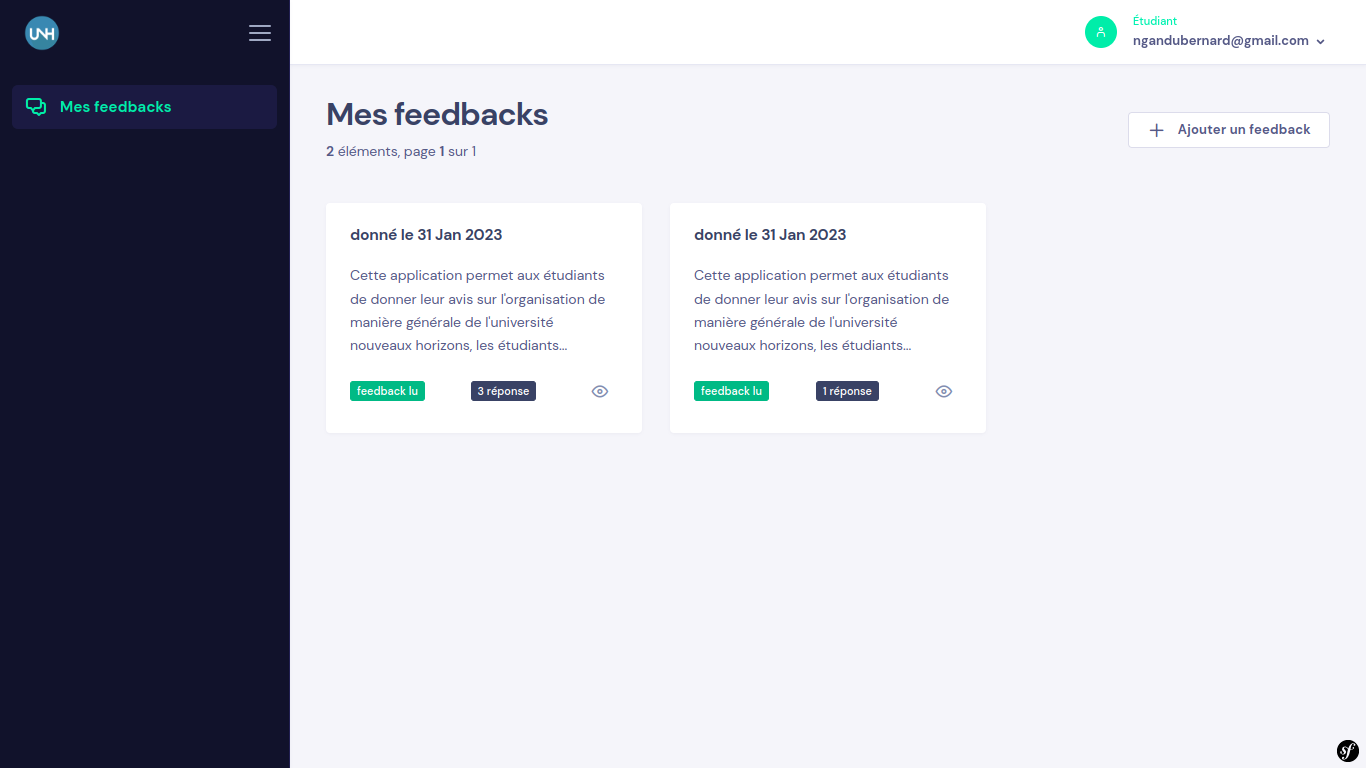 UNH
Étudiant
ngandubernard@gmail.com
Mes feedbacks
Mes feedbacks
2 éléments, page 1 sur 1
Ajouter un feedback
donné le 31 Jan 2023
Cette application permet aux étudiants
de donner leur avis sur l'organisation de
manière générale de l'université
nouveaux horizons, les étudiants...
feedback lu
3 réponse
donné le 31 Jan 2023
Cette application permet aux étudiants
de donner leur avis sur l'organisation de
manière générale de l'université
nouveaux horizons, les étudiants...
feedback lu
1 réponse
sf